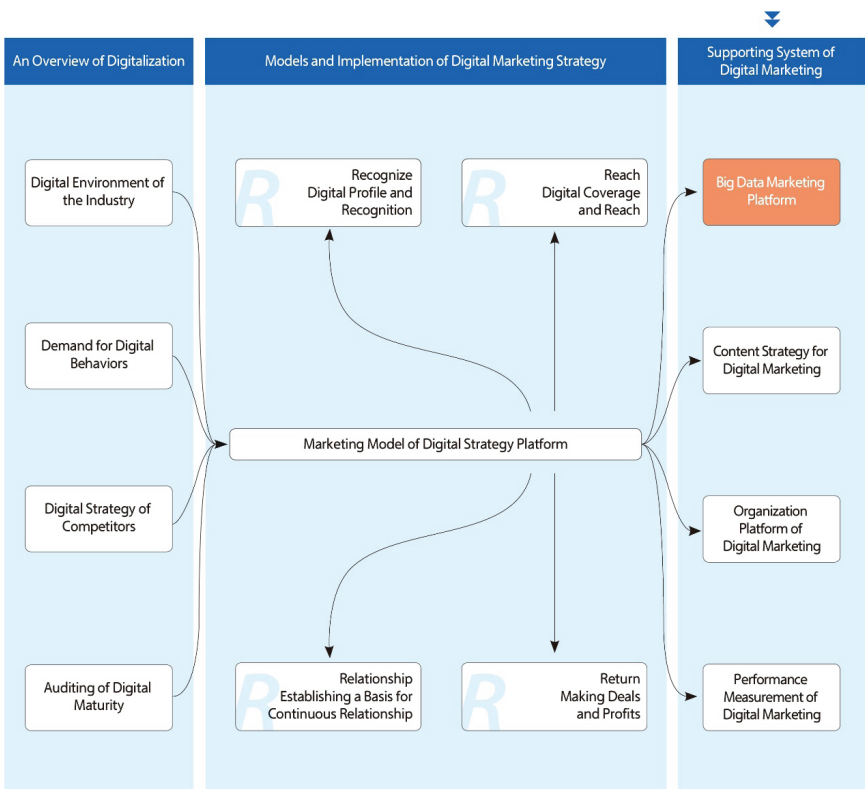 An Overview of Digitalization
Models and Implementation of Digital Marketing Strategy
Supporting System of
Digital Marketing
Digital Environment of
the Industry
Demand for Digital
Behaviors
Digital Strategy of
Competitors
Auditing of Digital
Maturity
R
Recognize
Digital Profile and
Recognition
R
Reach
Digital Coverage
and Reach
Marketing Model of Digital Strategy Platform
R
Relationship
Establishing a Basis for
Continuous Relationship
R
Return
Making Deals
and Profits
Big Data Marketing
Platform
Content Strategy for
Digital Marketing
Organization
Platform of
Digital Marketing
Performance
Measurement of
Digital Marketing